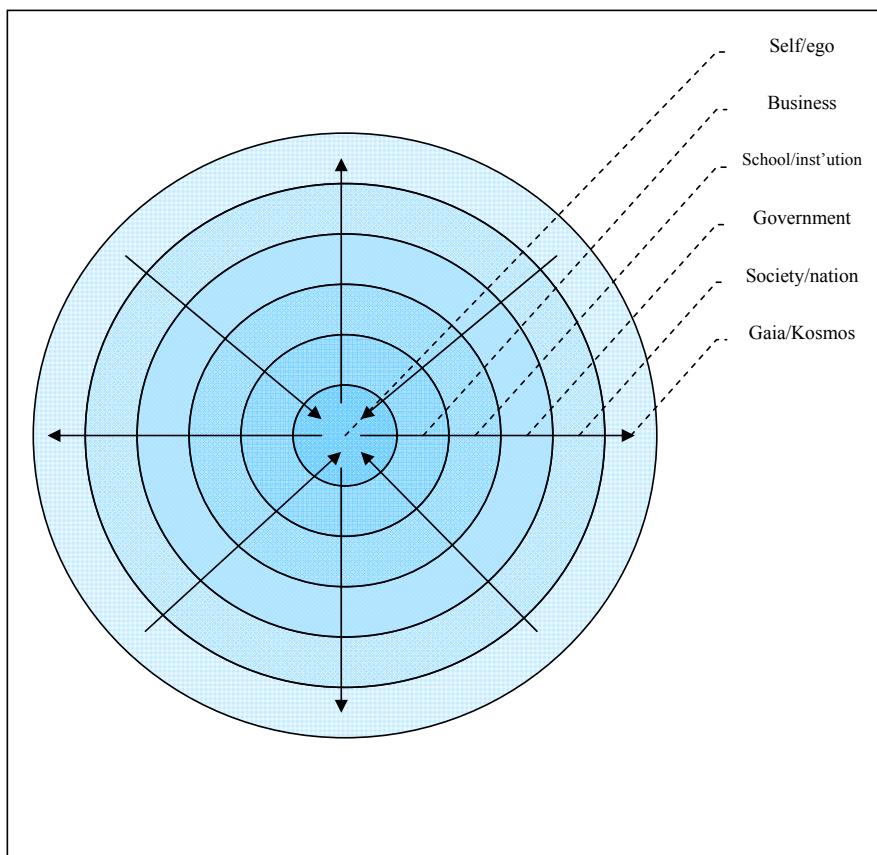 Self/ego
Business
School/inst’ution
Government
Society/nation
Gaia/Kosmos